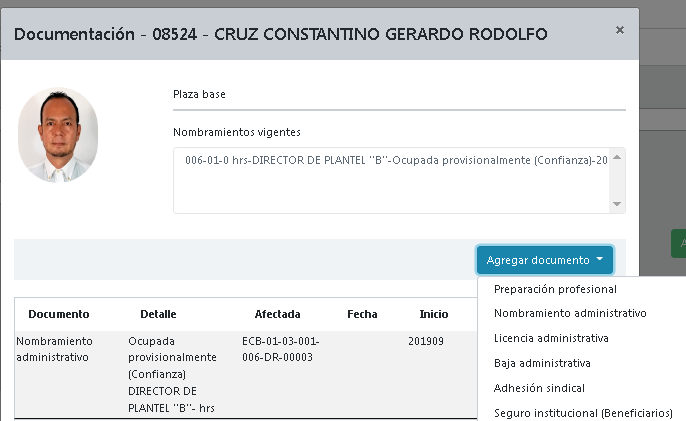 Documentación - 08524 - CRUZ CONSTANTINO GERARDO RODOLFO
×
Plaza base
Nombramientos vigentes
006-01-0 hrs-DIRECTOR DE PLANTEL "B"-Ocupada provisionalmente (Confianza)-20
Agregar documento
Preparación profesional
Nombramiento administrativo
Licencia administrativa
Baja administrativa
Adhesión sindical
Seguro institucional (Beneficiarios)
Documento Detalle Afectada Fecha Inicio
Nombramiento administrativo
Ocupada
provisionalmente
(Confianza)
DIRECTOR DE
PLANTEL "B"- hrs
ECB-01-03-001-
006-DR-00003
201909